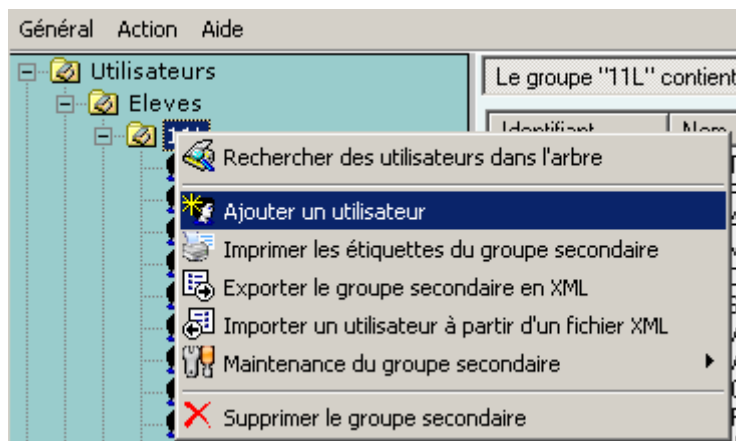 Général Action Aide
Utilisateurs
Le groupe "11L" contient
Eleves
Identifiant Nom
Rechercher des utilisateurs dans l'arbre
Ajouter un utilisateur
Imprimer les étiquettes du groupe secondaire
Exporter le groupe secondaire en XML
Importer un utilisateur à partir d'un fichier XML
Maintenance du groupe secondaire
Supprimer le groupe secondaire